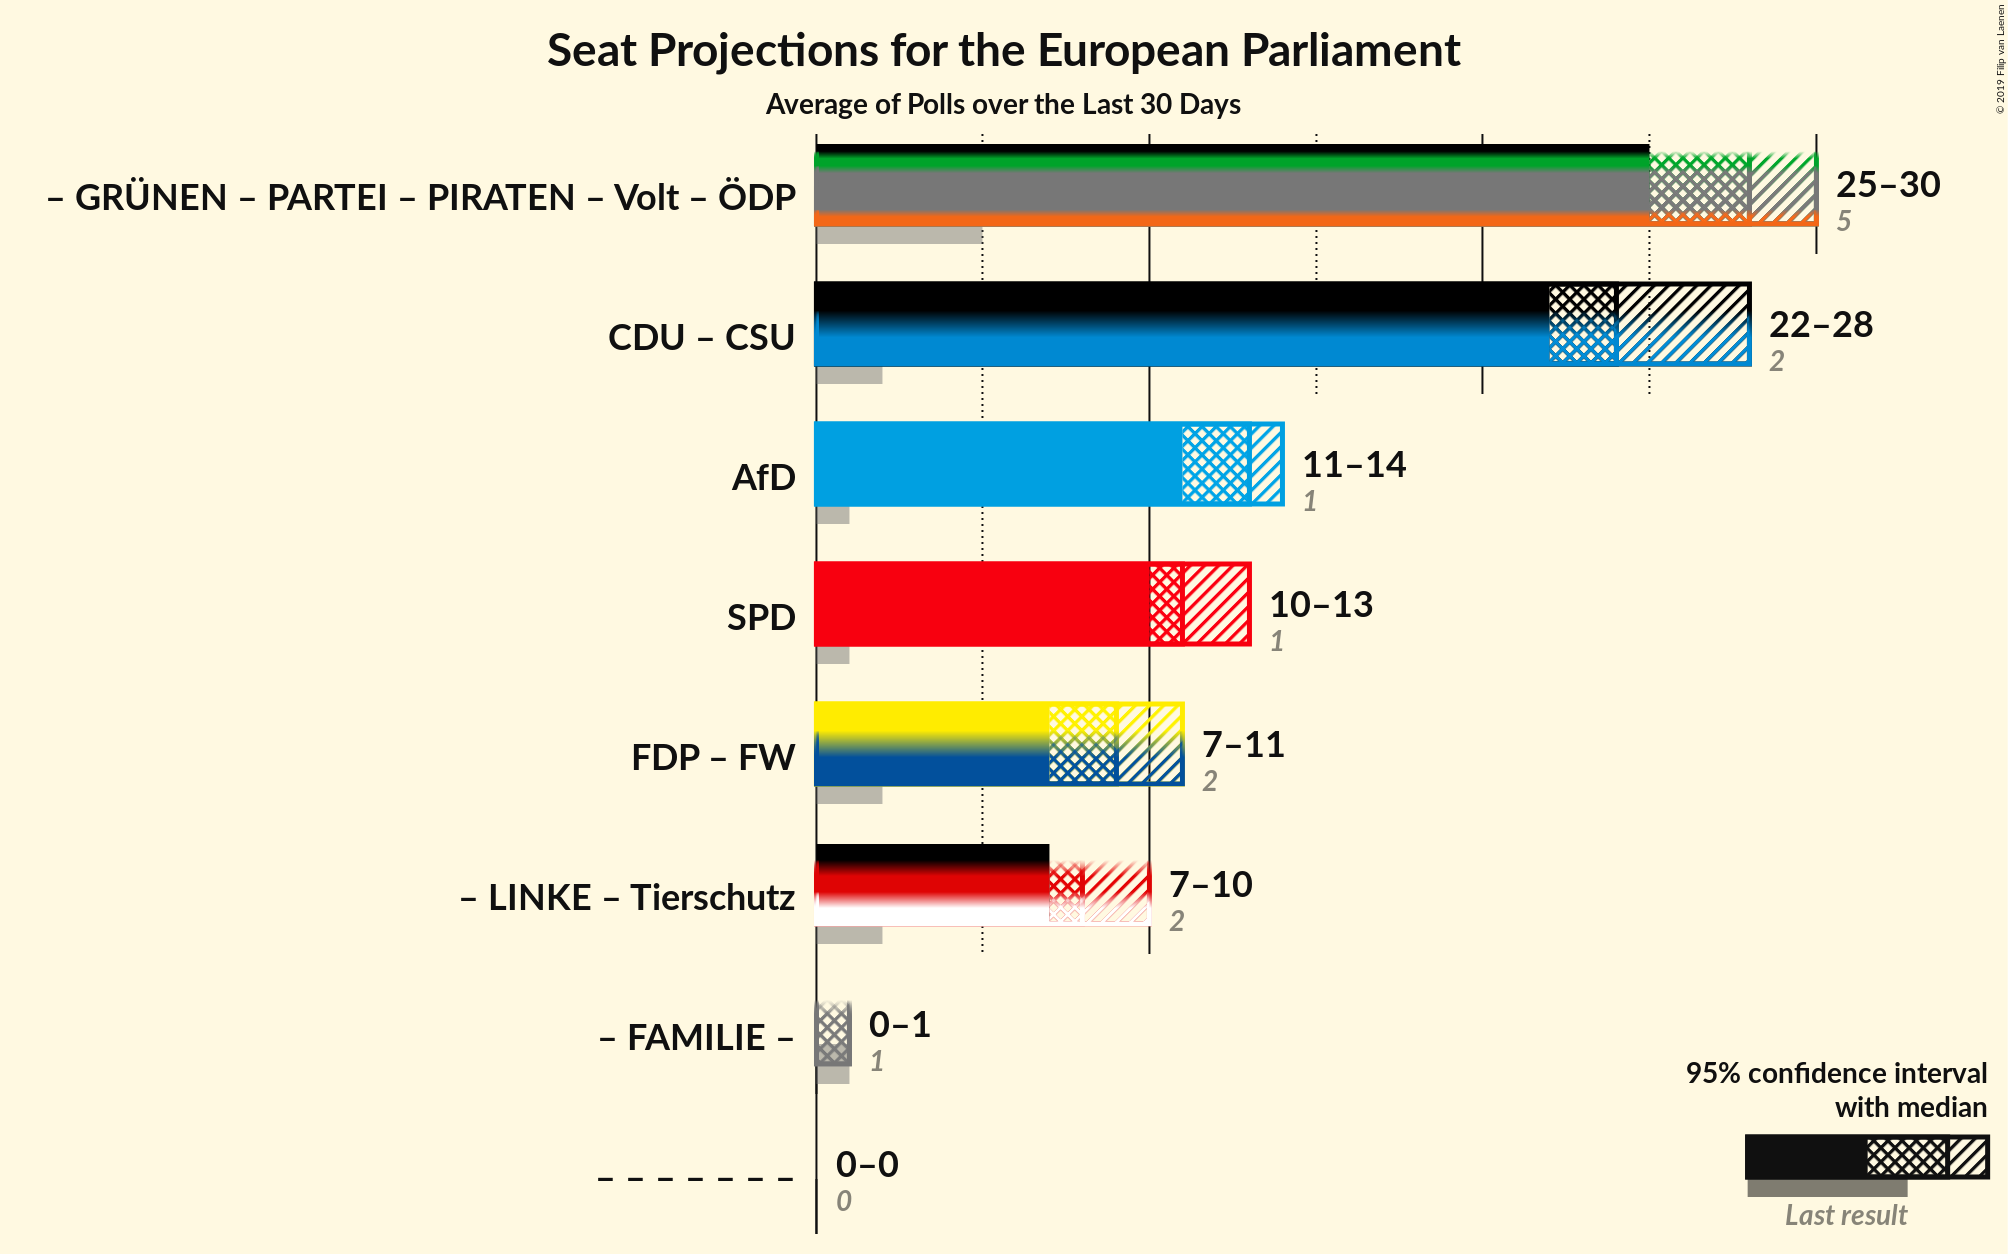 Seat Projections for the European Parliament
Average of Polls over the Last 30 Days
© 2019 Filip van Laenen
– GRÜNEN – PARTEI – PIRATEN – Volt – ÖDP
25–30
5
CDU – CSU
22–28
2
AfD
11–14
1
SPD
10–13
1
FDP – FW
7–11
2
– LINKE – Tierschutz
7–10
2
– FAMILIE –
0–1
1
– – – – – – –
0–0
0
95% confidence interval
with median
Last result